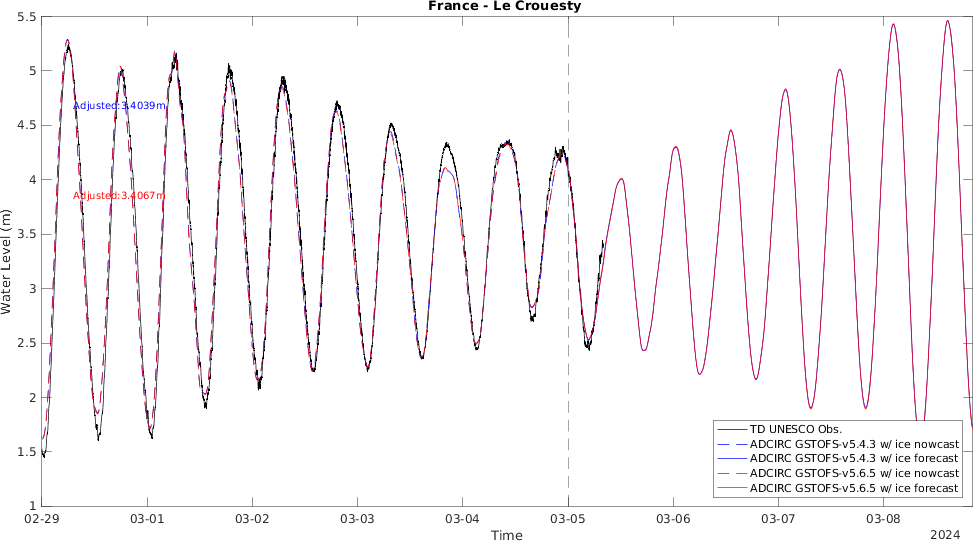 France - Le Crouesty
5.5
5
4.5
4
3.5
3
2.5
2
1.5
1
Water Level (m)
Adjusted:3.4039m
Adjusted:3.4067m
TD UNESCO Obs.
ADCIRC GSTOFS-v5.4.3 w/ ice nowcast
ADCIRC GSTOFS-v5.4.3 w/ ice forecast
ADCIRC GSTOFS-v5.6.5 w/ ice nowcast
ADCIRC GSTOFS-v5.6.5 w/ ice forecast
02-29 03-01 03-02 03-03 03-04 03-05 03-06 03-07 03-08
Time
2024